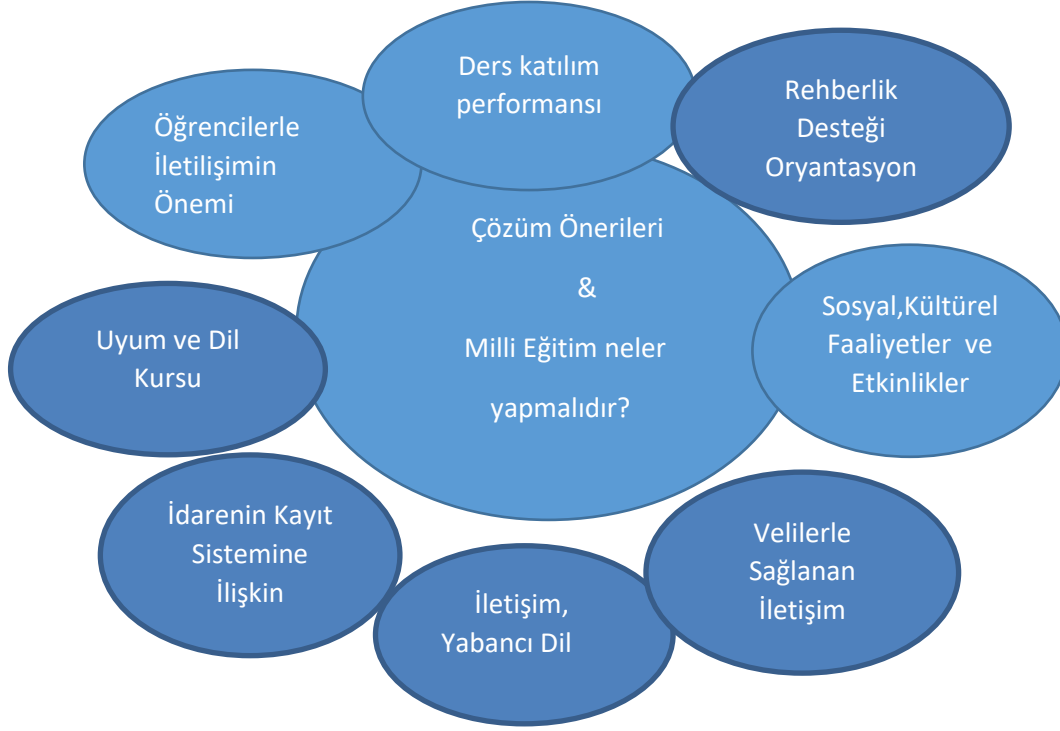 Ders katılım
performansı
Rehberlik
Desteği
Oryantasyon
Öğrencilerle
İletilişimin
Önemi
Çözüm Önerileri
&
Milli Eğitim neler
yapmalıdır?
Sosyal,Kültürel
Faaliyetler ve
Etkinlikler
Uyum ve Dil
Kursu
İdarenin Kayıt
Sistemine
İlişkin
Velilerle
Sağlanan
İletişim
İletişim,
Yabancı Dil